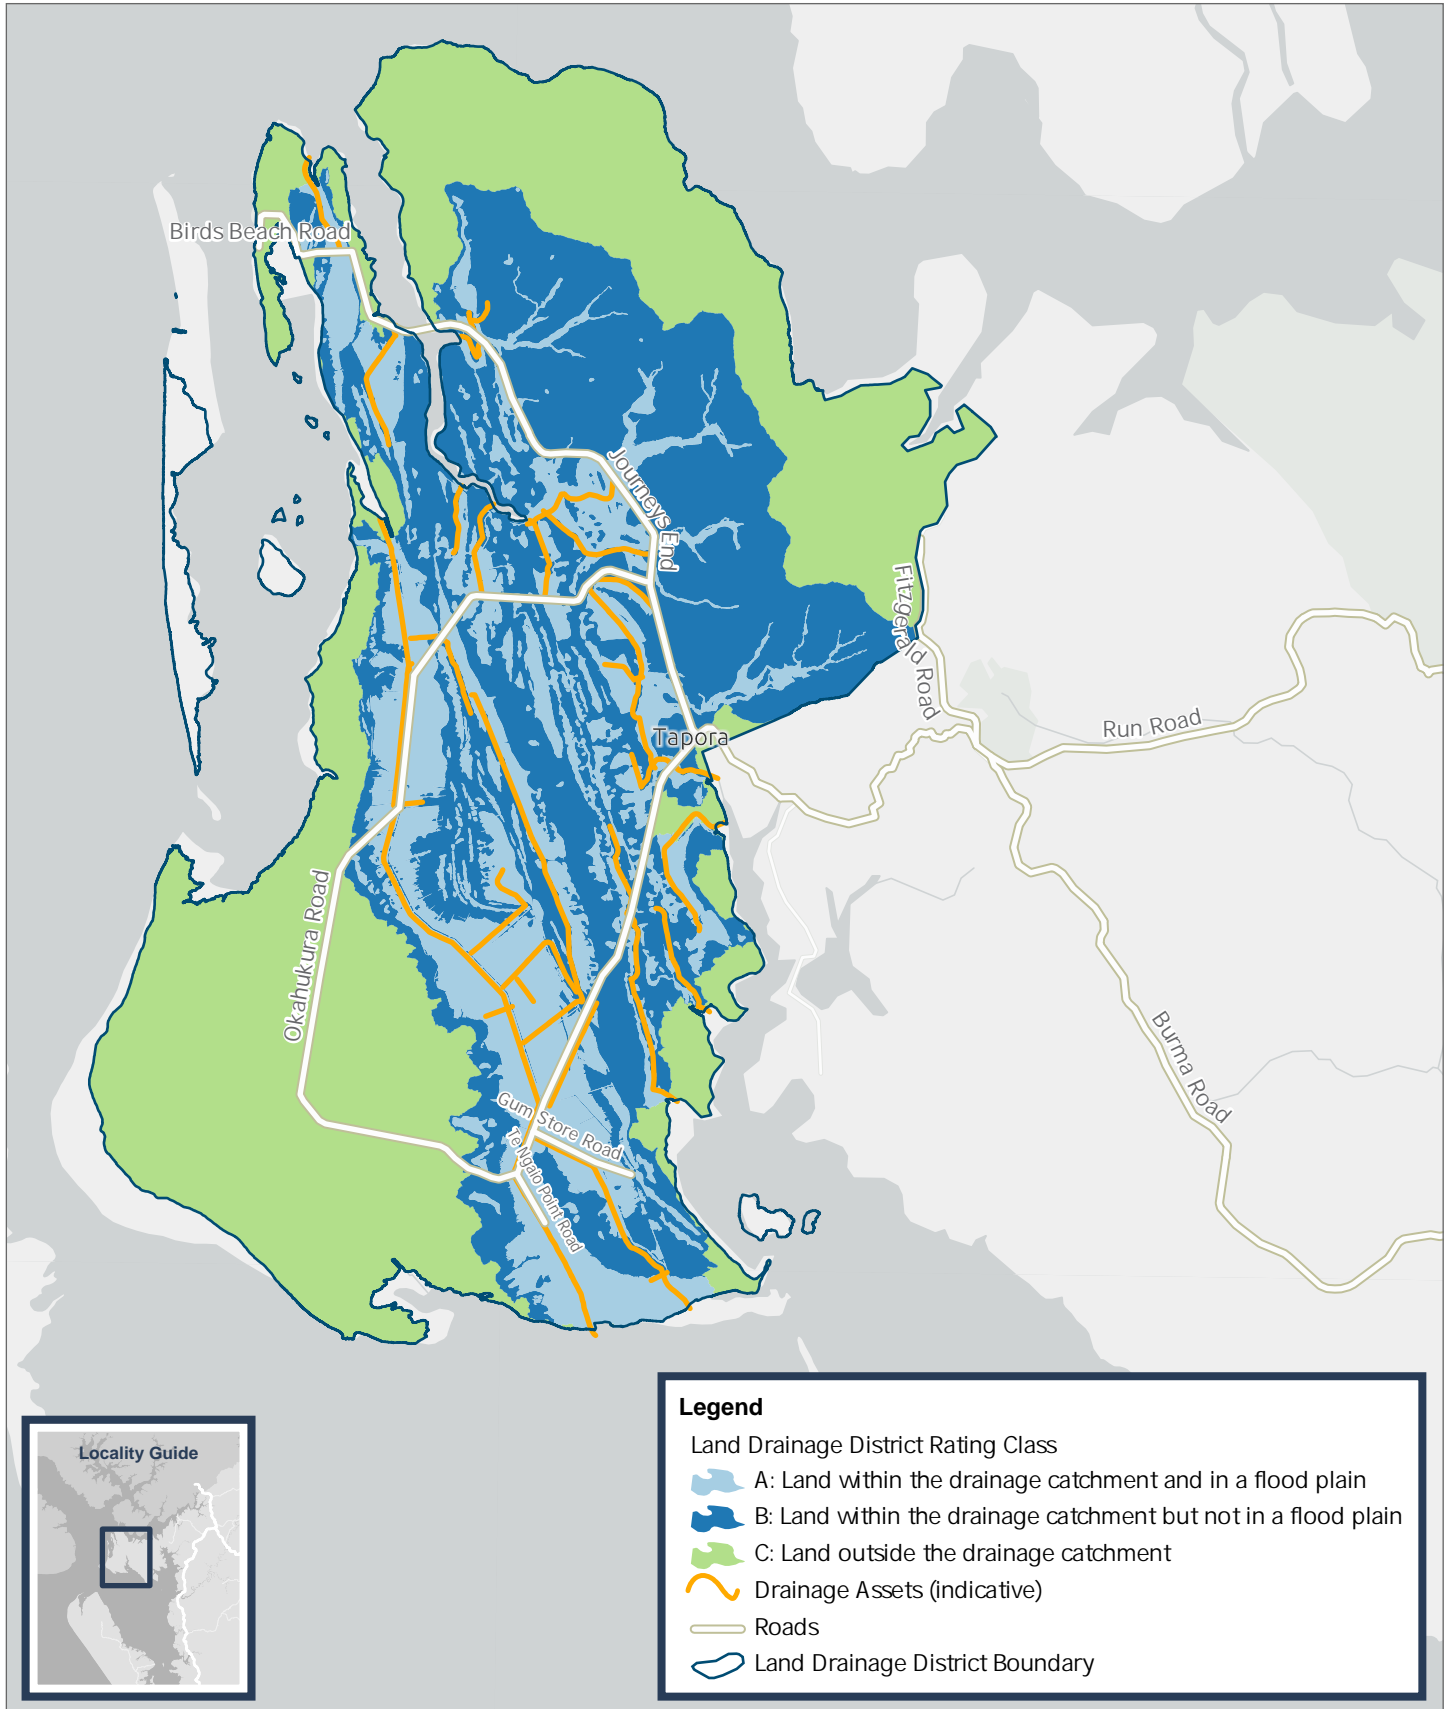 Birds Beach Road
Journeys End
Fitzgerald Road
Run Road
Tapora
Okahukura Road
Burma Road
Gum Store Road
Te Ngaio Point Road
Legend
Land Drainage District Rating Class
A: Land within the drainage catchment and in a flood plain
B: Land within the drainage catchment but not in a flood plain
C: Land outside the drainage catchment
Drainage Assets (indicative)
Roads
Land Drainage District Boundary
Locality Guide